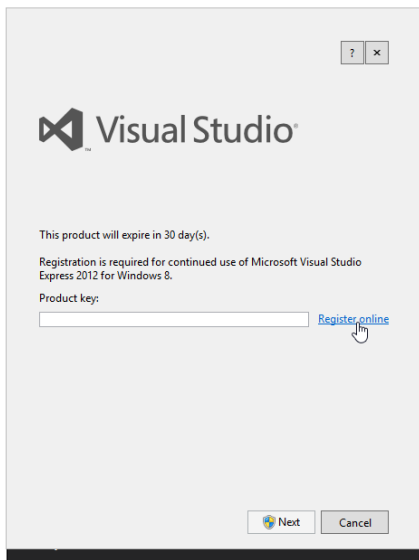 ? ×
Visual Studio®
™
This product will expire in 30 day(s).
Registration is required for continued use of Microsoft Visual Studio
Express 2012 for Windows 8.
Product key:
Register online
Next Cancel